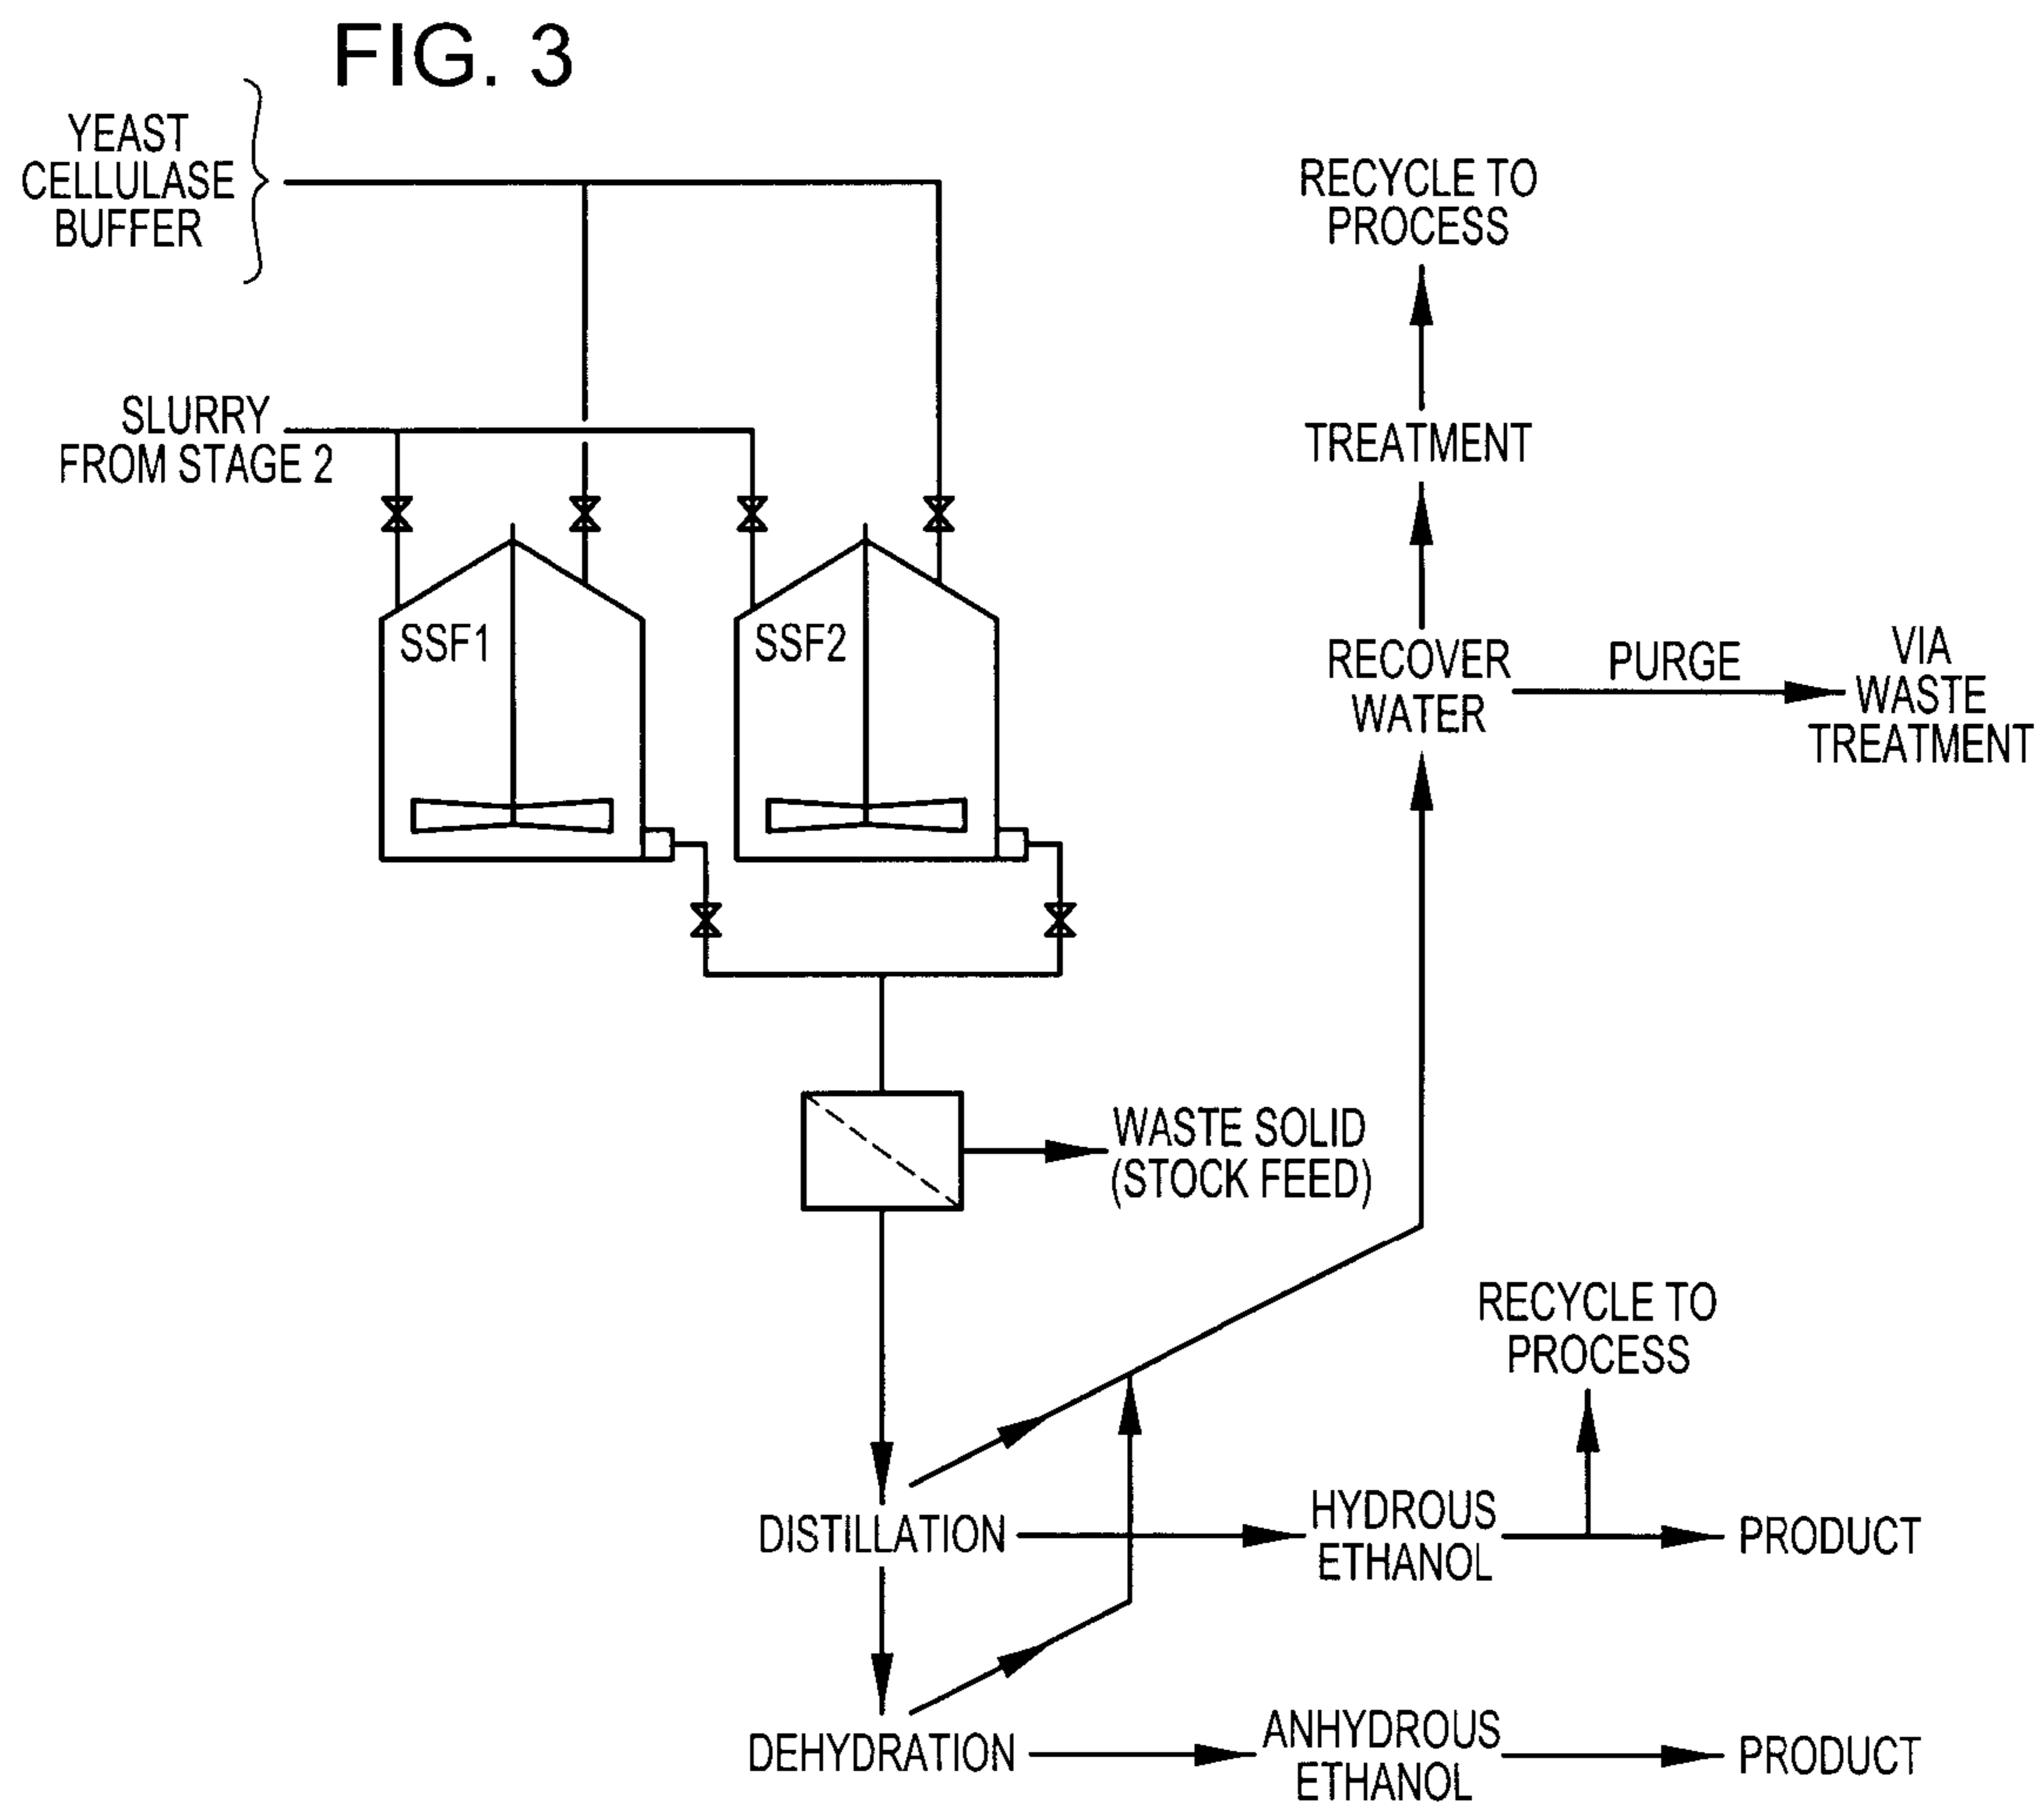 FIG. 3
YEAST
CELLULASE
BUFFER
RECYCLE TO
PROCESS
SLURRY
FROM STAGE 2
TREATMENT
SSF1
SSF2
RECOVER
WATER
PURGE
VIA
WASTE
TREATMENT
WASTE SOLID
(STOCK FEED)
RECYCLE TO
PROCESS
DISTILLATION
HYDROUS
ETHANOL
PRODUCT
DEHYDRATION
ANHYDROUS
ETHANOL
PRODUCT